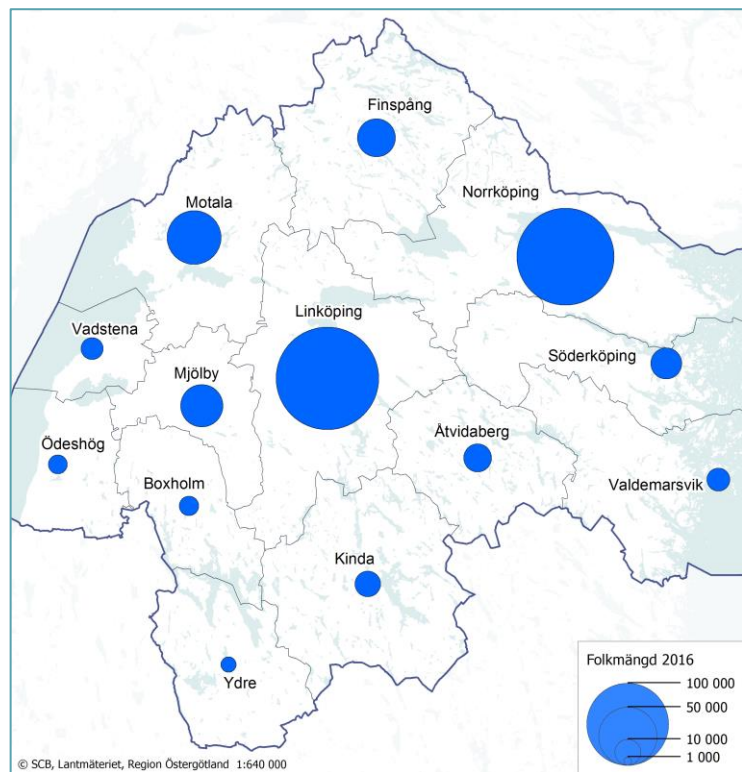 Finspång
Norrköping
Motala
Linköping
Vadstena
Söderköping
Mjölby
Åtvidaberg
Ödeshög
Boxholm
Valdemarsvik
Kinda
Ydre
Folkmängd 2016
100 000
50 000
10 000
1 000
© SCB, Lantmäteriet, Region Östergötland 1:640 000